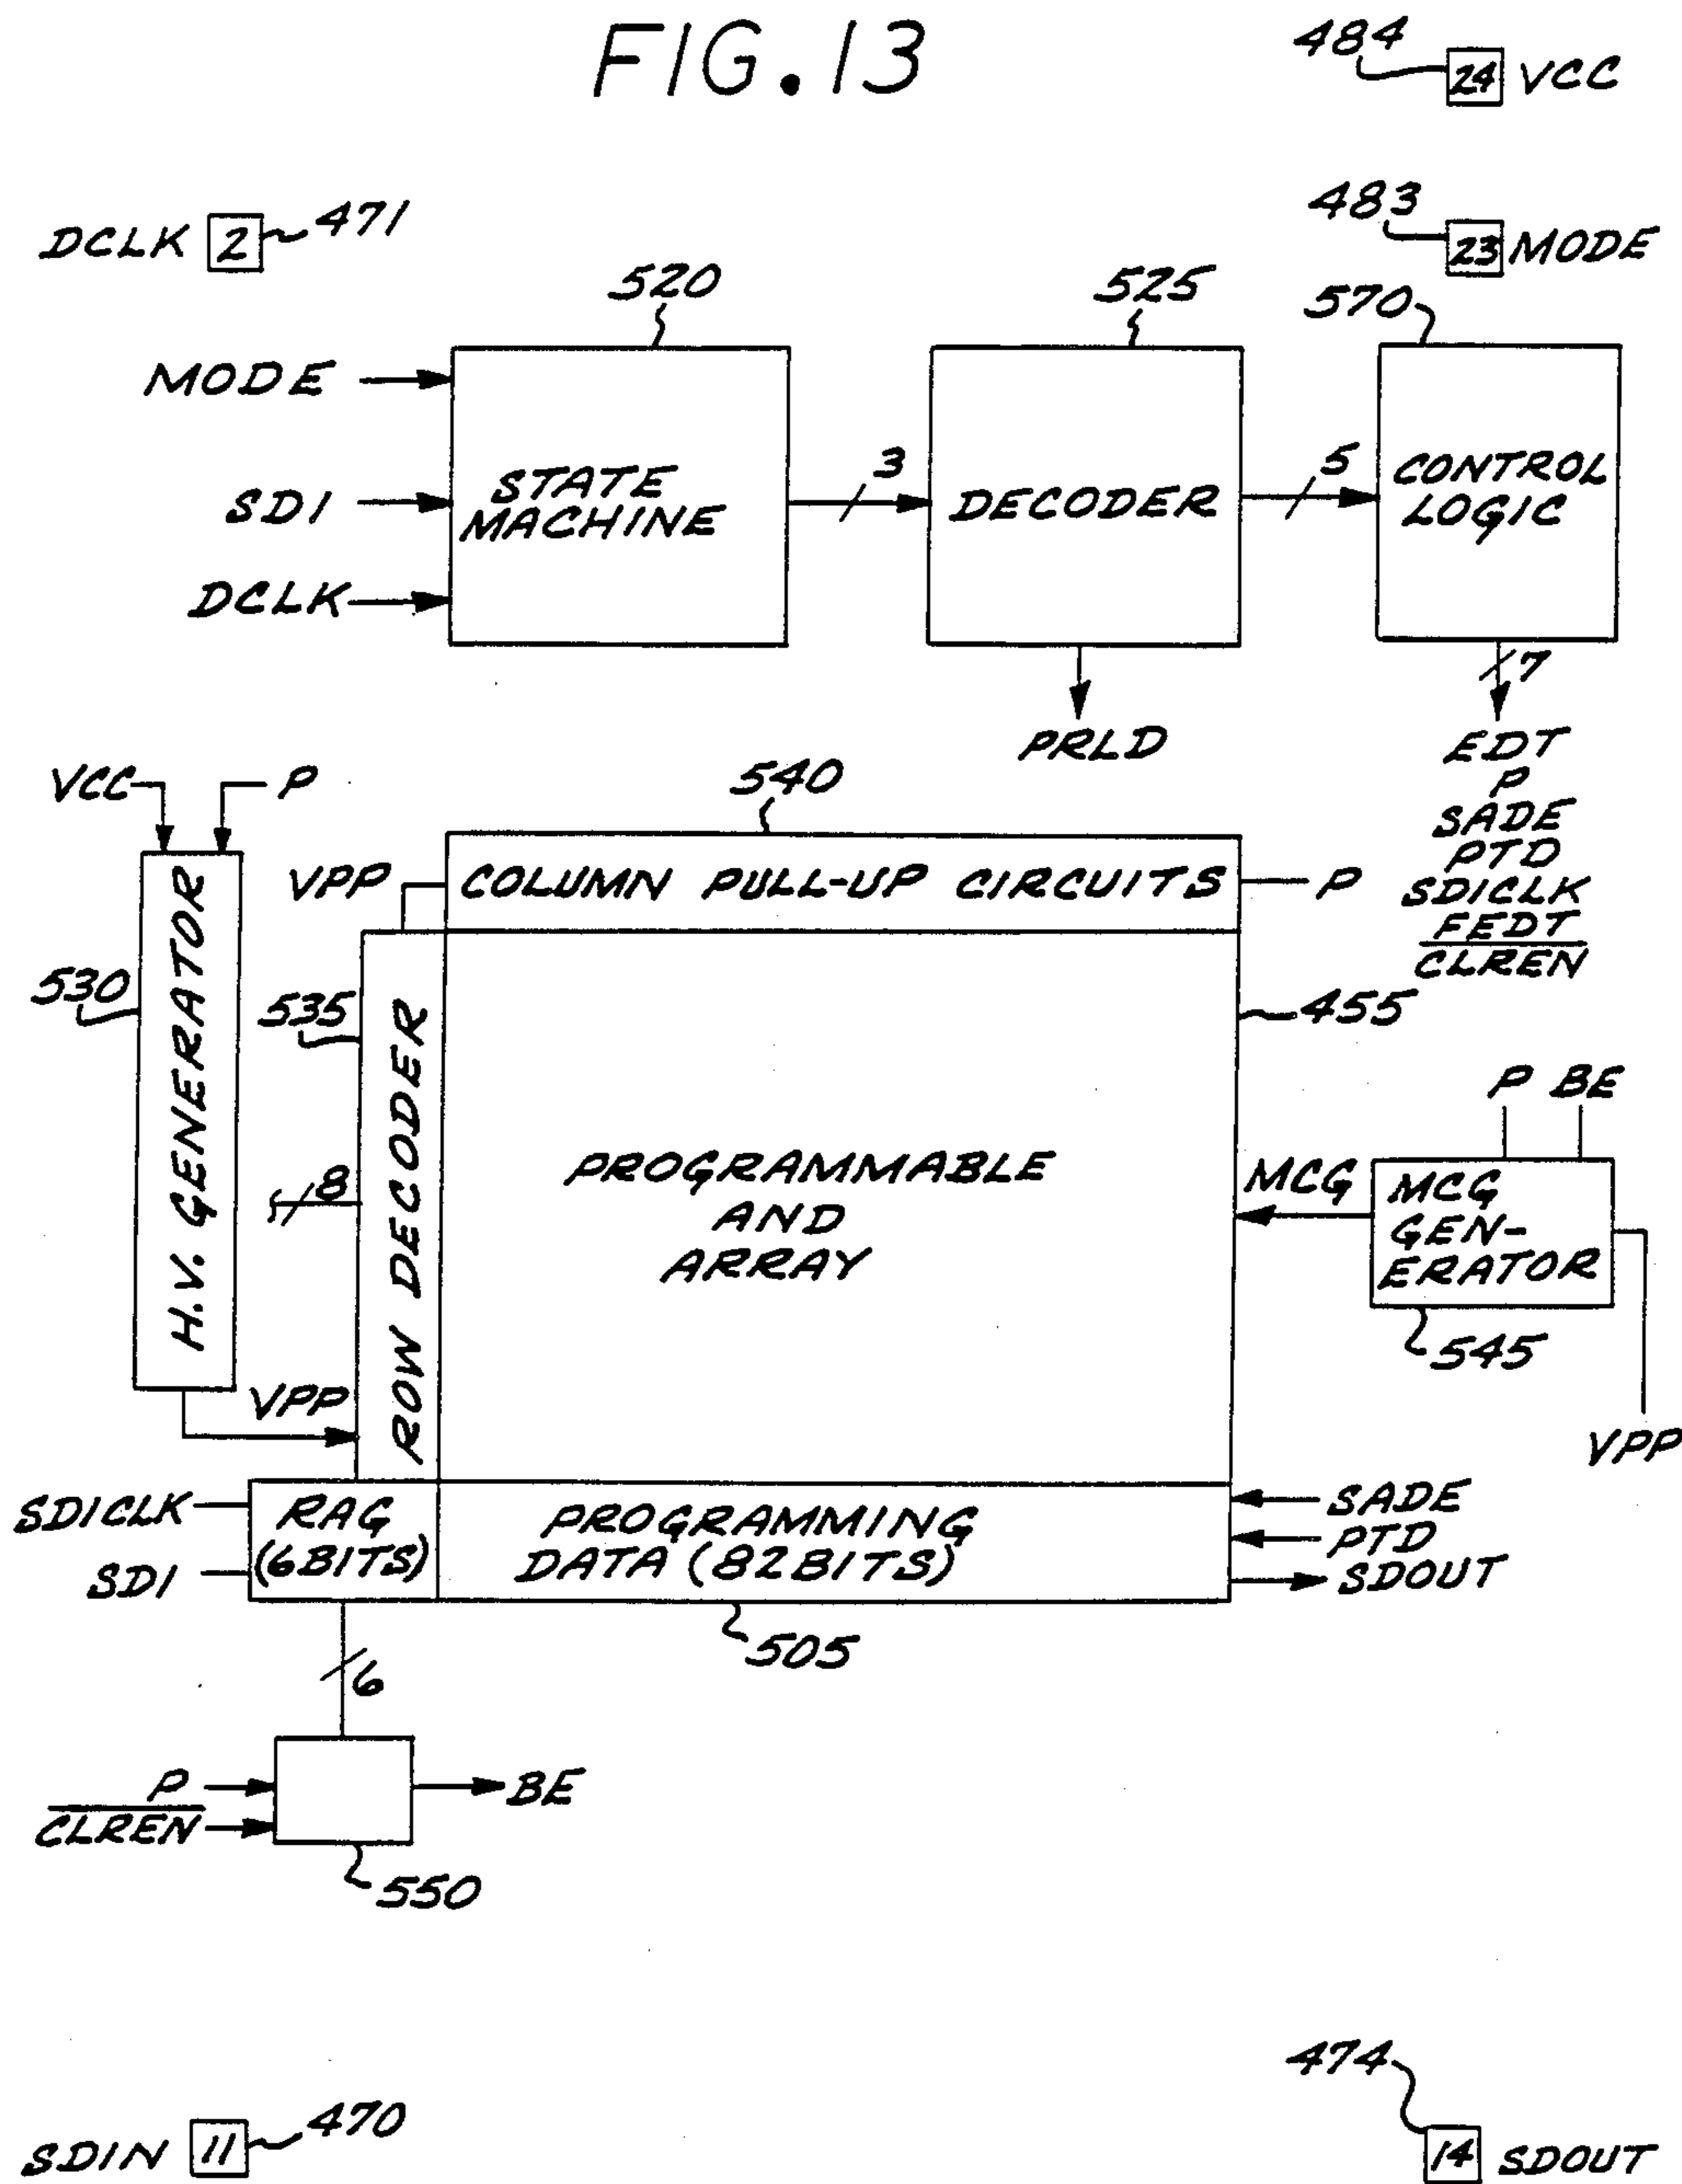 FIG. 13
484
24 VCC
DCLK 2 471
483
23 MODE
520
525
570
MODE
SDI
DCLK
STATE
MACHINE
3
DECODER
5
CONTROL
LOGIC
7
PRLD
EDT
P
SADE
PTD
SDICLK
FEDT
CLREN
VCC
P
540
VPP
COLUMN PULL-UP CIRCUITS
P
530
H.V. GENERATOR
535
ROW DECODER
455
8
PROGRAMMABLE
AND
ARRAY
P BE
MCG
MCG
GEN-
ERATOR
545
VPP
VPP
SDICLK
SDI
RAG
(6BITS)
PROGRAMMING
DATA (82BITS)
SADE
PTD
SDOUT
505
6
P
CLREN
BE
550
474
SDIN 11 470
14 SDOUT